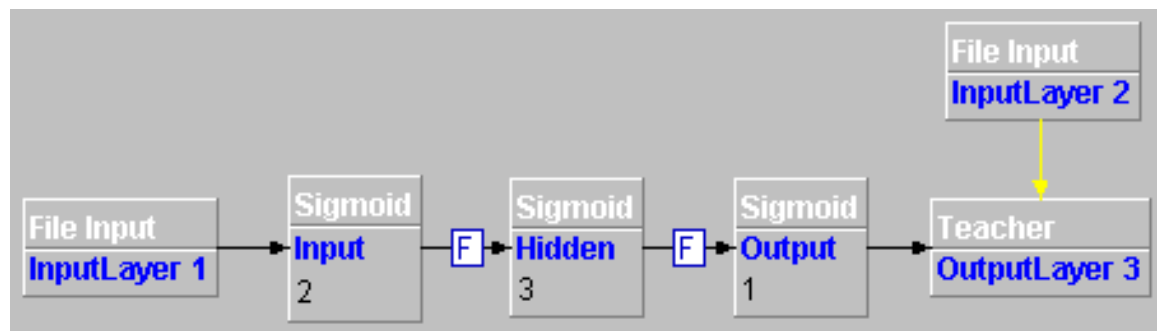 File Input
InputLayer 2
File Input
InputLayer 1
Sigmoid
Input
2
F
Sigmoid
Hidden
3
F
Sigmoid
Output
1
Teacher
OutputLayer 3